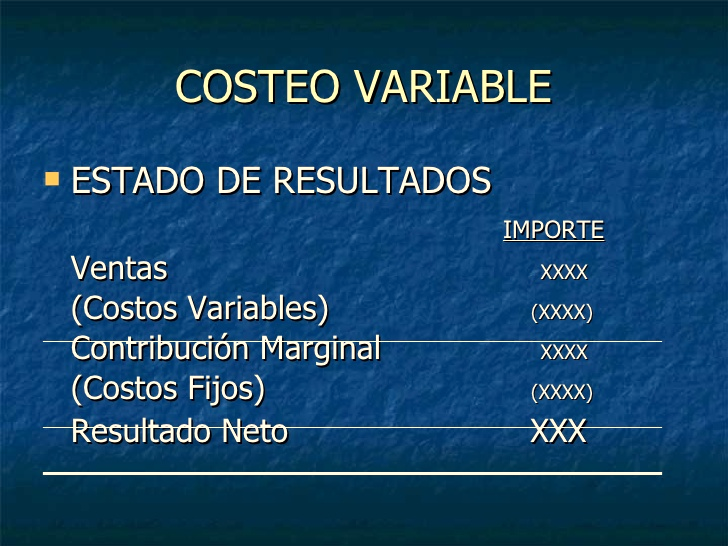 COSTEO VARIABLE
ESTADO DE RESULTADOS
IMPORTE
Ventas XXXX
(Costos Variables) (XXXX)
Contribución Marginal XXXX
(Costos Fijos) (XXXX)
Resultado Neto XXX